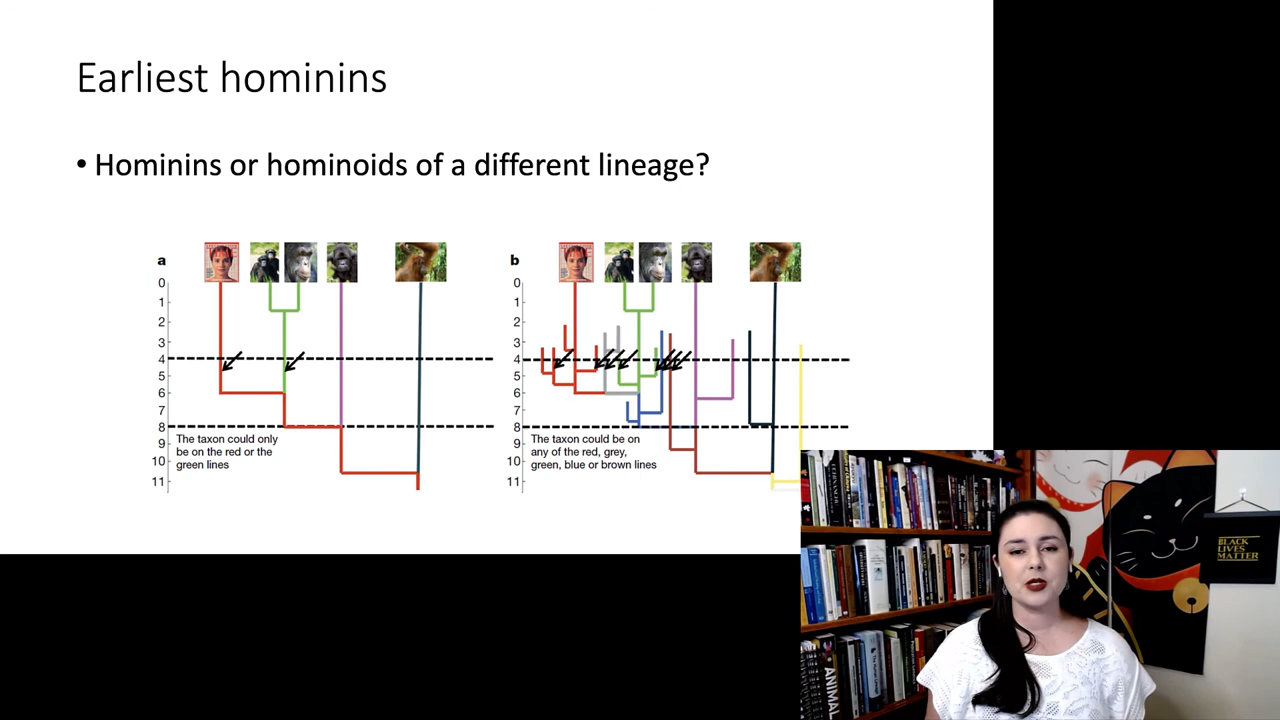 Earliest hominins
• Hominins or hominoids of a different lineage?
a
0
1
2
3
4
5
6
7
8
9
10
11
The taxon could only
be on the red or the
green lines
b
0
1
2
3
4
5
6
7
8
9
10
11
The taxon could be on
any of the red, grey,
green, blue or brown lines
BLACK
LIVES
MATTER
ANIMAL